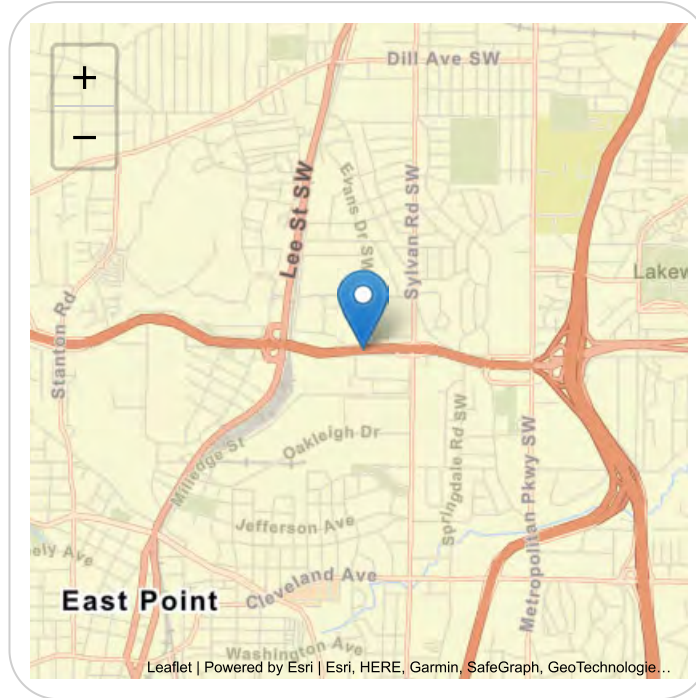 +
Dill Ave SW
−
Lee St SW
Evans Dr SW
Sylvan Rd SW
Lakew
Stanton Rd
Oakleigh Dr
Milledge St
Springdale Rd SW
Metropolitan Pkwy SW
Jefferson Ave
ely Ave
Cleveland Ave
East Point
Washington Ave
Leaflet | Powered by Esri | Esri, HERE, Garmin, SafeGraph, GeoTechnologie...